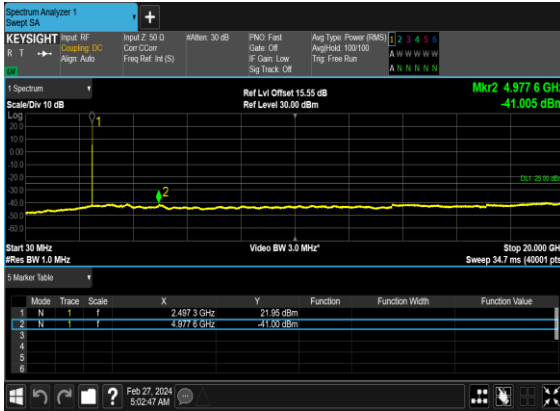 Spectrum Analyzer 1
Swept SA
+
KEYSIGHT Input: RF Input Z: 50 Ω #Atten: 30 dB PNO: Fast Avg Type: Power (RMS) 1 2 3 4 5 6
R T Coupling: DC Corr CCorr Gate: Off Avg|Hold: 100/100 A W W W W W
Align: Auto Freq Ref: Int (S) IF Gain: Low Trig: Free Run
Sig Track: Off A N N N N N
1 Spectrum Ref Lvl Offset 15.55 dB Mkr2 4.977 6 GHz
Scale/Div 10 dB Ref Level 30.00 dBm -41.005 dBm
Log
20.0
10.0
0.00
-10.0
-20.0
-30.0
-40.0
-50.0
-60.0
1
2
DL1 -25.00 dBm
Start 30 MHz Video BW 3.0 MHz* Stop 20.000 GHz
#Res BW 1.0 MHz Sweep 34.7 ms (40001 pts)
5 Marker Table
Mode Trace Scale X Y Function Function Width Function Value
1 N 1 f 2.497 3 GHz 21.95 dBm
2 N 1 f 4.977 6 GHz -41.00 dBm
3
4
5
6
? Feb 27, 2024
5:02:47 AM